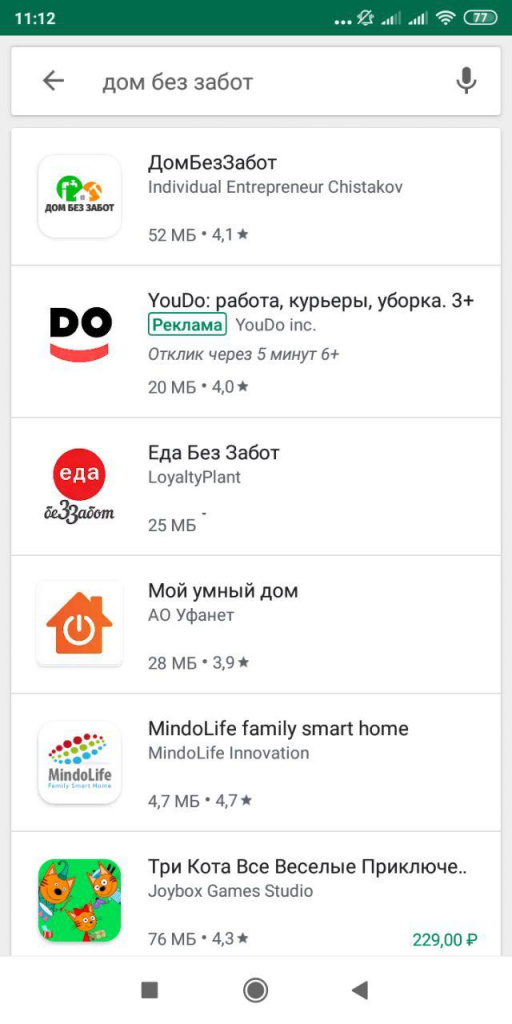 11:12
77
дом без забот
ДОМ БЕЗ ЗАБОТ
ДомБезЗабот
Individual Entrepreneur Chistakov
52 МБ • 4,1 ★
DO
YouDo: работа, курьеры, уборка. 3+
Реклама YouDo inc.
Отклик через 5 минут 6+
20 МБ • 4,0 ★
еда
беЗЗабот
Еда Без Забот
LoyaltyPlant
25 МБ -
Мой умный дом
АО Уфанет
28 МБ • 3,9 ★
MindoLife
Family Smart Home
MindoLife family smart home
MindoLife Innovation
4,7 МБ • 4,7 ★
Три Кота Все Веселые Приключе..
Joybox Games Studio
76 МБ • 4,3 ★
229,00 ₽